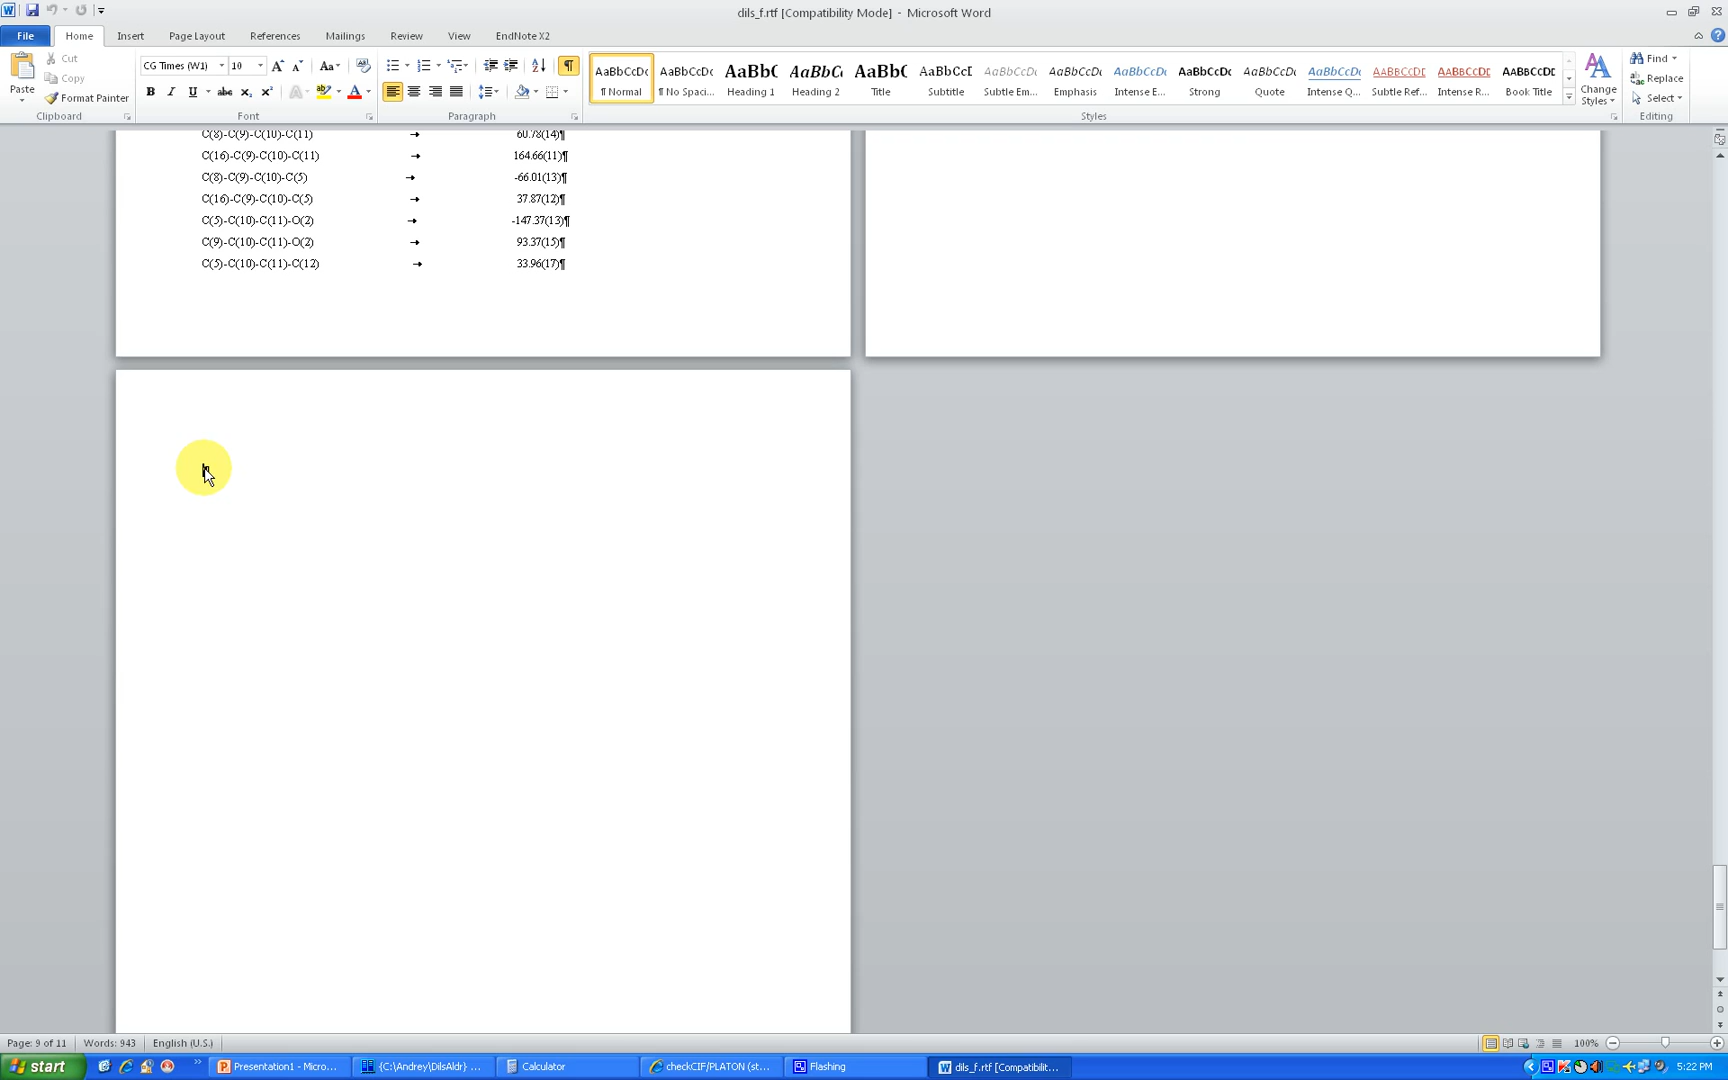 dils_f.rtf [Compatibility Mode] - Microsoft Word
File Home Insert Page Layout References Mailings Review View EndNote X2
Paste
Cut
Copy
Format Painter
Clipboard
CG Times (W1) 10
Font
Paragraph
AaBbCcDc ¶ Normal
AaBbCcDc ¶ No Spaci...
AaBbC Heading 1
AaBbC Heading 2
AaBbC Title
AaBbCcI Subtitle
AaBbCcDc Subtle Em...
AaBbCcDc Emphasis
AaBbCcDc Intense E...
AaBbCcDc Strong
AaBbCcDc Quote
AaBbCcDc Intense Q...
AaBbCcDt Subtle Ref...
AaBbCcDt Intense R...
AaBbCcDt Book Title
Styles
Change Styles
Find
Replace
Select
Editing
C(8)-C(9)-C(10)-C(11) → 60.78(14)¶
C(16)-C(9)-C(10)-C(11) → 164.66(11)¶
C(8)-C(9)-C(10)-C(5) → -66.01(13)¶
C(16)-C(9)-C(10)-C(5) → 37.87(12)¶
C(5)-C(10)-C(11)-O(2) → -147.37(13)¶
C(9)-C(10)-C(11)-O(2) → 93.37(15)¶
C(5)-C(10)-C(11)-C(12) → 33.96(17)¶
¶
Page: 9 of 11 Words: 943 English (U.S.) 100%
start Presentation1 - Micro... {C:\Andrey\DilsAldr} ... Calculator checkCIF/PLATON (st... Flashing dils_f.rtf [Compatibilit... 5:22 PM